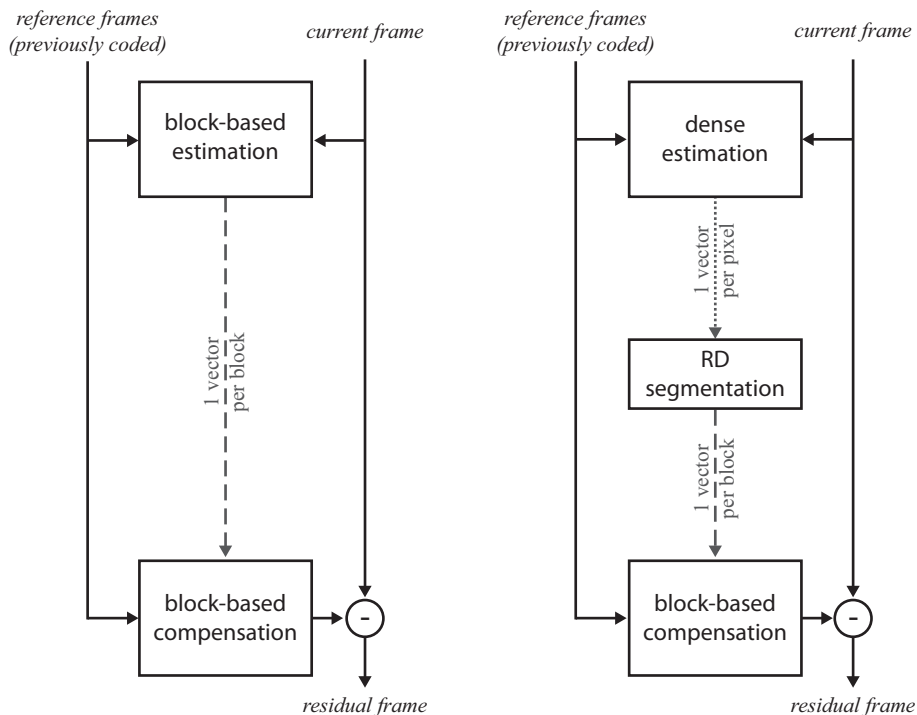 reference frames
(previously coded)
current frame
block-based
estimation
1 vector
per block
block-based
compensation
-
residual frame
reference frames
(previously coded)
current frame
dense
estimation
1 vector
per pixel
RD
segmentation
1 vector
per block
block-based
compensation
-
residual frame